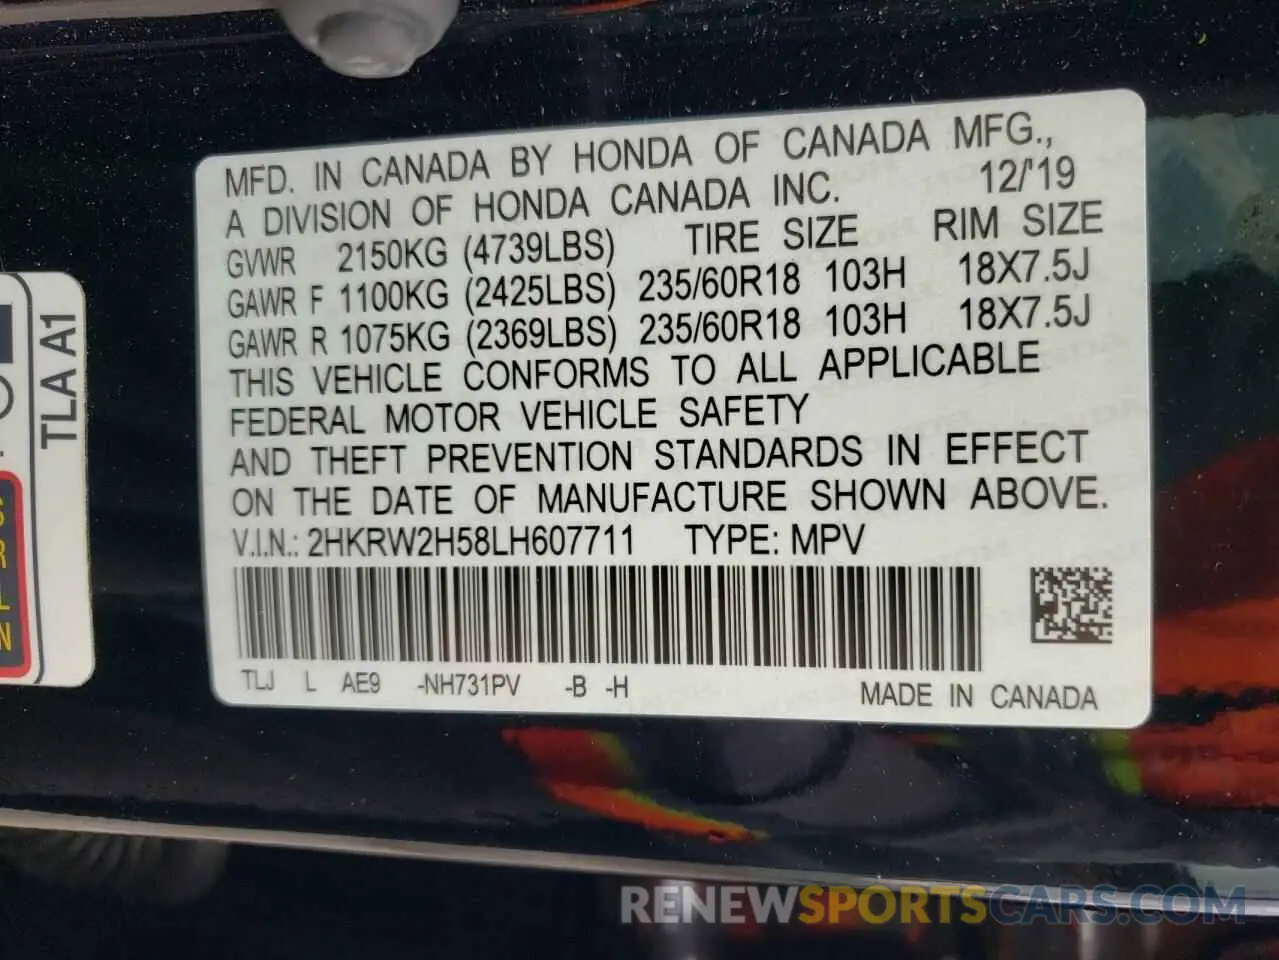 MFD. IN CANADA BY HONDA OF CANADA MFG.,
A DIVISION OF HONDA CANADA INC. 12/'19
GVWR 2150KG (4739LBS) TIRE SIZE RIM SIZE
GAWR F 1100KG (2425LBS) 235/60R18 103H 18X7.5J
GAWR R 1075KG (2369LBS) 235/60R18 103H 18X7.5J
THIS VEHICLE CONFORMS TO ALL APPLICABLE
FEDERAL MOTOR VEHICLE SAFETY
AND THEFT PREVENTION STANDARDS IN EFFECT
ON THE DATE OF MANUFACTURE SHOWN ABOVE.
V.I.N.: 2HKRW2H58LH607711 TYPE: MPV
TLJ L AE9 -NH731PV -B -H MADE IN CANADA
TLA A1
RENEWSPORTSCARS.COM